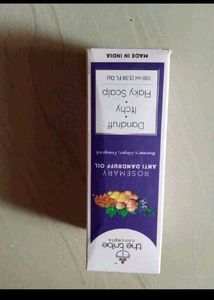 the tribe
concepts
ROSEMARY
ANTI DANDRUFF OIL
Rosemary, Ginger, Fenugreek
Dandruff
•
Itchy
•
Flaky Scalp
100 ml (3.38 Fl. Oz)
MADE IN INDIA